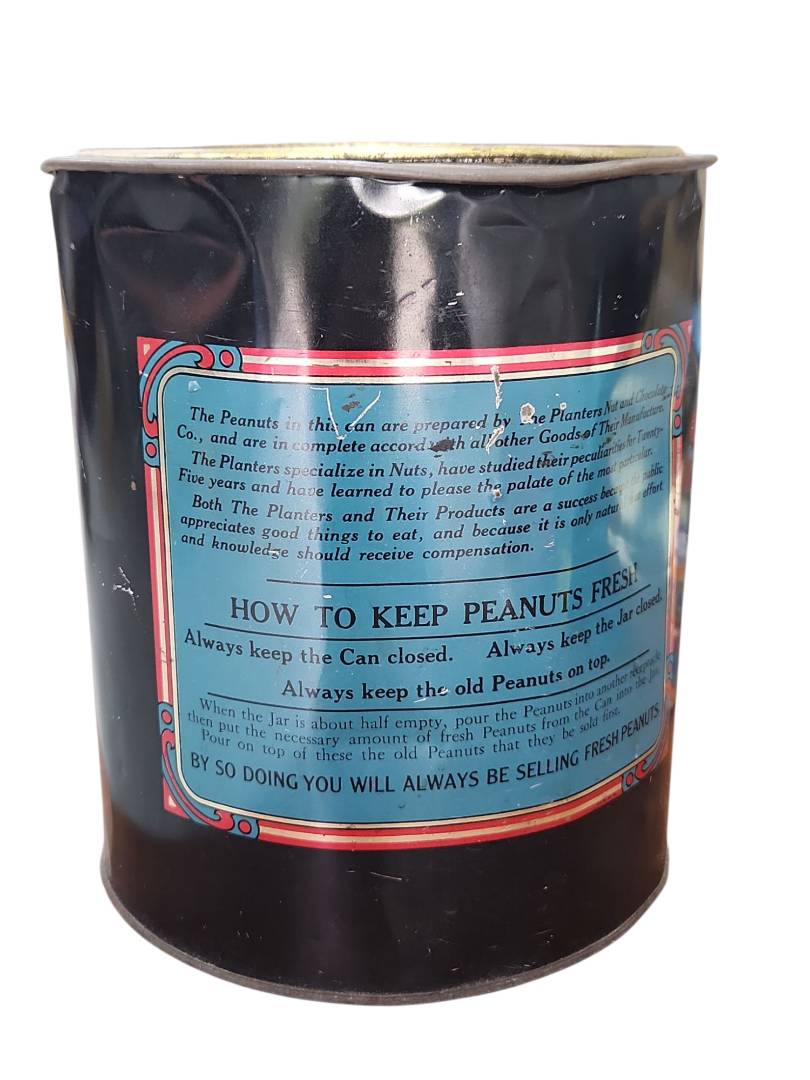 The Peanuts in this can are prepared by The Planters Nut and Chocolate
Co., and are in complete accord with all other Goods of Their Manufacture.
The Planters specialize in Nuts, have studied their peculiarities for Twenty-
Five years and have learned to please the palate of the most particular.
Both The Planters and Their Products are a success because the public
appreciates good things to eat, and because it is only natural effort
and knowledge should receive compensation.
HOW TO KEEP PEANUTS FRESH
Always keep the Can closed. Always keep the Jar closed.
Always keep the old Peanuts on top.
When the Jar is about half empty, pour the Peanuts into another receptacle
then put the necessary amount of fresh Peanuts from the Can into the Jar.
Pour on top of these the old Peanuts that they be sold first.
BY SO DOING YOU WILL ALWAYS BE SELLING FRESH PEANUTS.